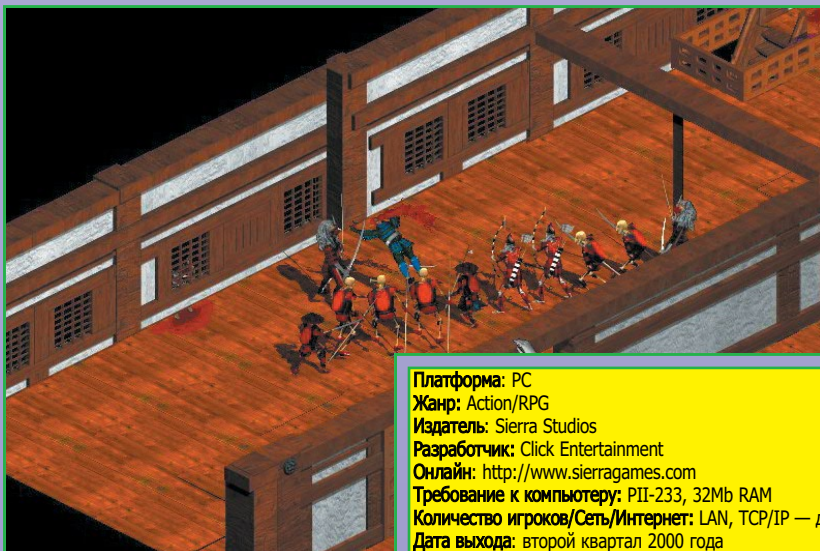 Платформа: PC
Жанр: Action/RPG
Издатель: Sierra Studios
Разработчик: Click Entertainment
Онлайн: http://www.sierragames.com
Требование к компьютеру: PII-233, 32Mb RAM
Количество игроков/Сеть/Интернет: LAN, TCP/IP —
Дата выхода: второй квартал 2000 года